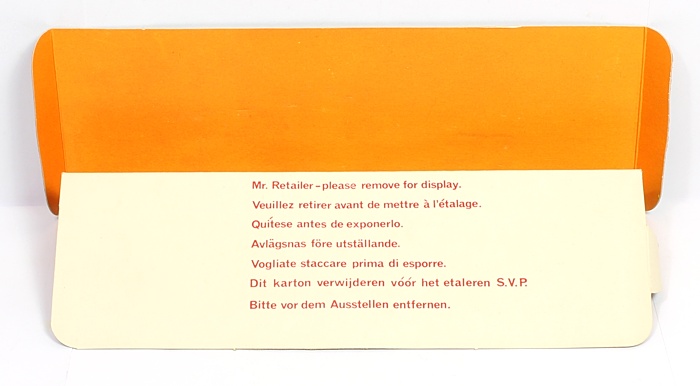 Mr. Retailer–please remove for display.
Veuillez retirer avant de mettre à l'étalage.
Quítese antes de exponerlo.
Avlägsnas före utställande.
Vogliate staccare prima di esporre.
Dit karton verwijderen vóór het etaleren S.V.P.
Bitte vor dem Ausstellen entfernen.